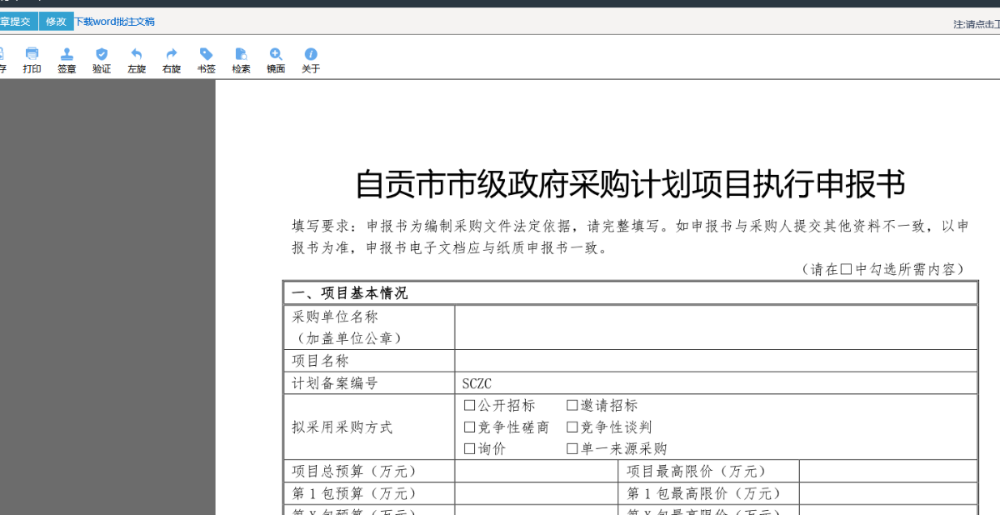 章提交 修改 下载word批注文稿
注:请点击工
存 打印 签章 验证 左旋 右旋 书签 检索 镜面 关于
自贡市市级政府采购计划项目执行申报书
填写要求：申报书为编制采购文件法定依据，请完整填写。如申报书与采购人提交其他资料不一致，以申
报书为准，申报书电子文档应与纸质申报书一致。
（请在□中勾选所需内容）
一、项目基本情况
采购单位名称
（加盖单位公章）
项目名称
计划备案编号 SCZC
拟采用采购方式
□公开招标 □邀请招标
□竞争性磋商 □竞争性谈判
□询价 □单一来源采购
项目总预算（万元） 项目最高限价（万元）
第 1 包预算（万元） 第 1 包最高限价（万元）
第 X 包预算（万元） 第 X 包最高限价（万元）